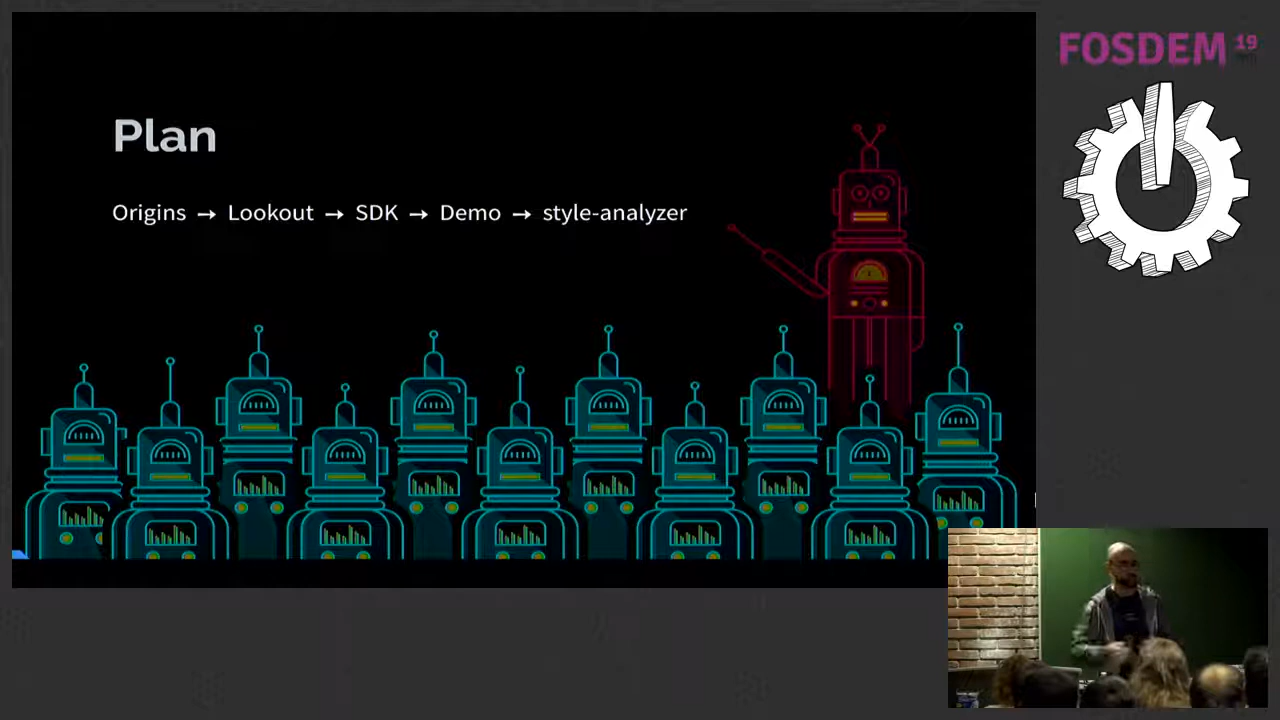 FOSDEM 19
Plan
Origins → Lookout → SDK → Demo → style-analyzer